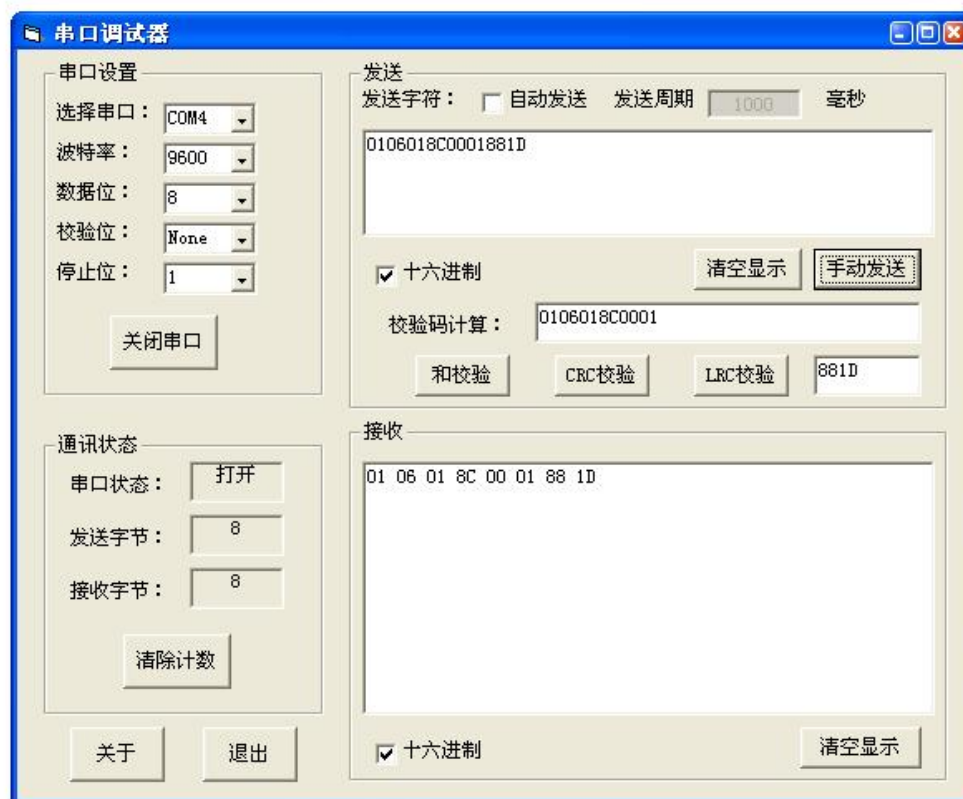 串口调试器
串口设置
选择串口： COM4
波特率： 9600
数据位： 8
校验位： None
停止位： 1
关闭串口
发送
发送字符： 自动发送 发送周期 1000 毫秒
0106018C0001881D
十六进制 清空显示 手动发送
校验码计算： 0106018C0001
和校验 CRC校验 LRC校验 881D
通讯状态
串口状态： 打开
发送字节： 8
接收字节： 8
清除计数
关于 退出
接收
01 06 01 8C 00 01 88 1D
十六进制 清空显示